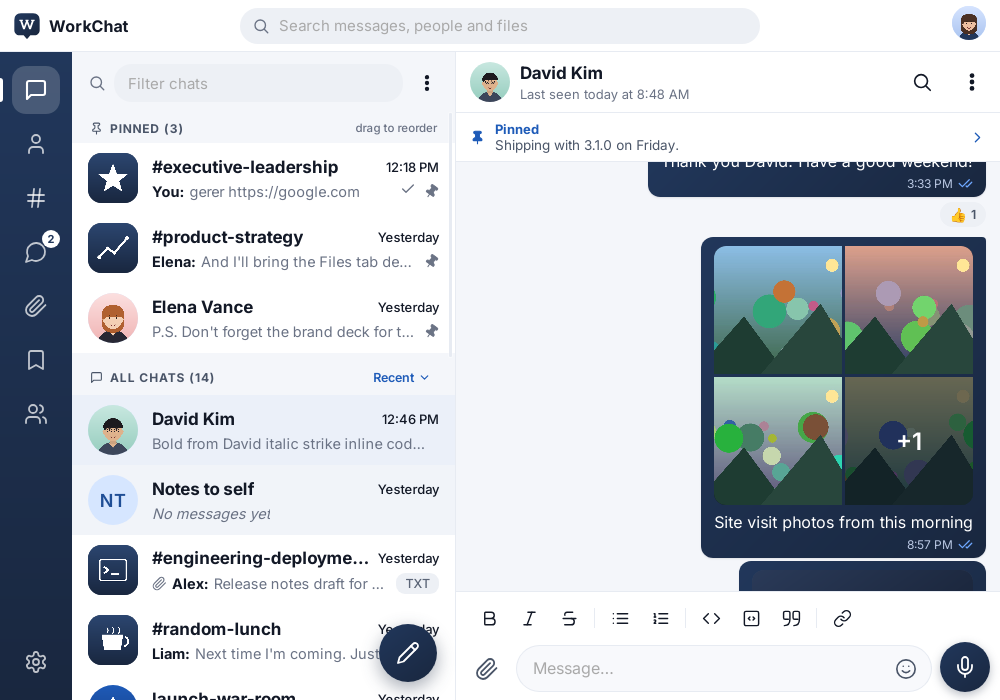 WorkChat
Search messages, people and files
2
Filter chats
PINNED (3)
drag to reorder
#executive-leadership
12:18 PM
You: gerer https://google.com
#product-strategy
Yesterday
Elena: And I'll bring the Files tab de...
Elena Vance
Yesterday
P.S. Don't forget the brand deck for t...
ALL CHATS (14)
Recent
David Kim
12:46 PM
Bold from David italic strike inline cod...
NT
Notes to self
Yesterday
No messages yet
#engineering-deployme...
Yesterday
Alex: Release notes draft for ...
TXT
#random-lunch
Liam: Next time I'm coming. Just
launch-war-room
Yesterday
David Kim
Last seen today at 8:48 AM
Pinned
Shipping with 3.1.0 on Friday.
Thank you David! Have a good weekend!
3:33 PM
👍 1
+1
Site visit photos from this morning
8:57 PM
Message...